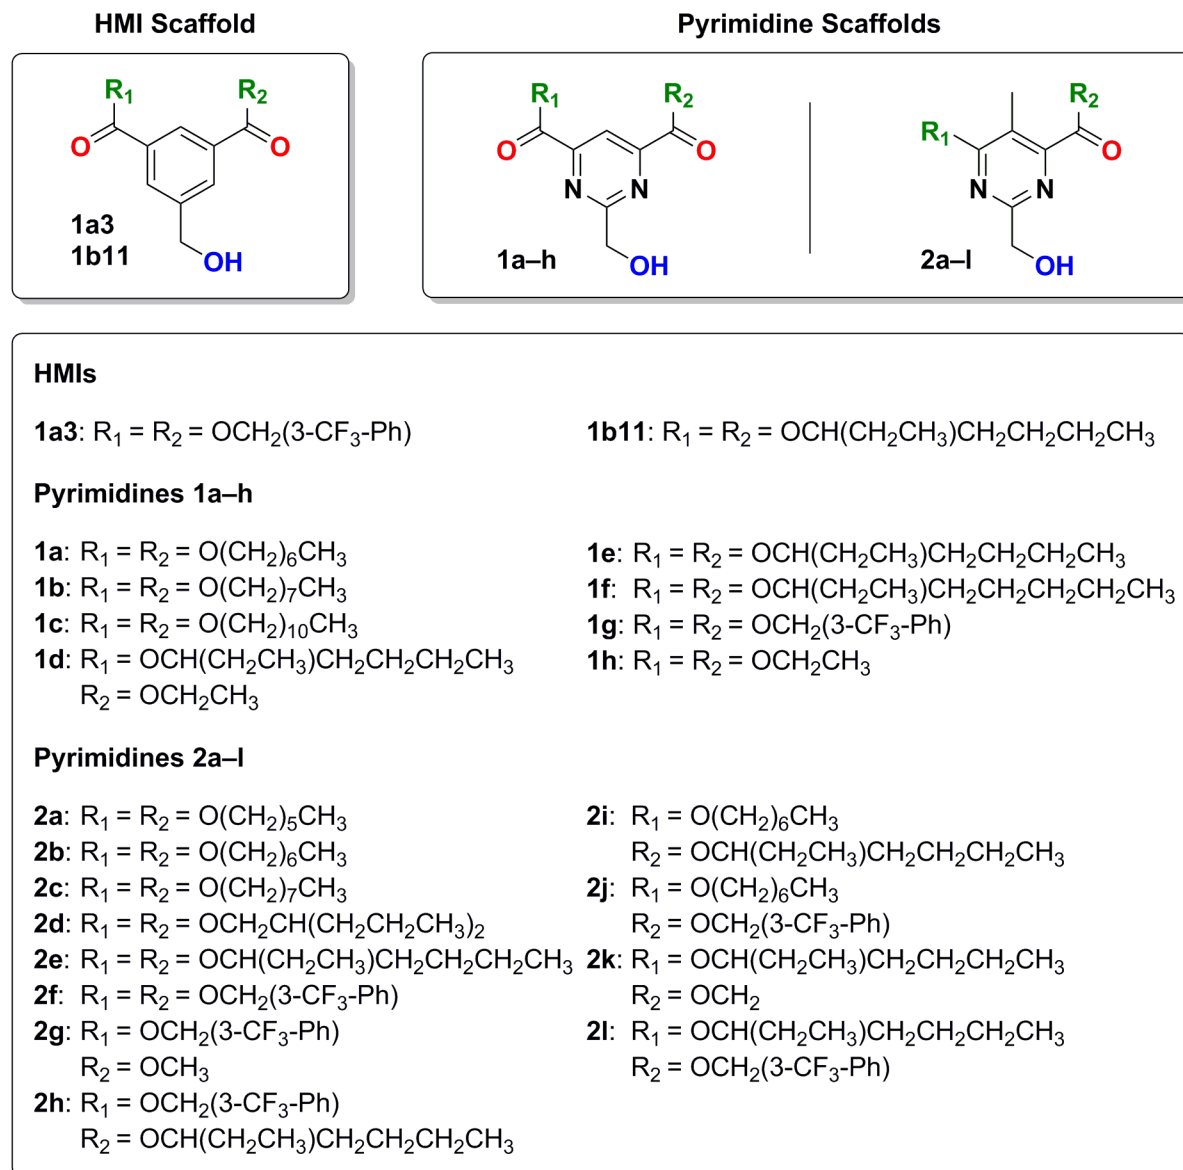 HMI Scaffold
Pyrimidine Scaffolds
R₁ R₂
O O
1a3
1b11
OH
R₁ R₂
O O
N N
1a–h
OH
R₁ R₂
O
N N
2a–l
OH
HMIs
1a3: R₁ = R₂ = OCH₂(3-CF₃-Ph)
1b11: R₁ = R₂ = OCH(CH₂CH₃)CH₂CH₂CH₂CH₃
Pyrimidines 1a–h
1a: R₁ = R₂ = O(CH₂)₆CH₃
1b: R₁ = R₂ = O(CH₂)₇CH₃
1c: R₁ = R₂ = O(CH₂)₁₀CH₃
1d: R₁ = OCH(CH₂CH₃)CH₂CH₂CH₂CH₃
R₂ = OCH₂CH₃
1e: R₁ = R₂ = OCH(CH₂CH₃)CH₂CH₂CH₂CH₃
1f: R₁ = R₂ = OCH(CH₂CH₃)CH₂CH₂CH₂CH₂CH₃
1g: R₁ = R₂ = OCH₂(3-CF₃-Ph)
1h: R₁ = R₂ = OCH₂CH₃
Pyrimidines 2a–l
2a: R₁ = R₂ = O(CH₂)₅CH₃
2b: R₁ = R₂ = O(CH₂)₆CH₃
2c: R₁ = R₂ = O(CH₂)₇CH₃
2d: R₁ = R₂ = OCH₂CH(CH₂CH₂CH₃)₂
2e: R₁ = R₂ = OCH(CH₂CH₃)CH₂CH₂CH₂CH₃
2f: R₁ = R₂ = OCH₂(3-CF₃-Ph)
2g: R₁ = OCH₂(3-CF₃-Ph)
R₂ = OCH₃
2h: R₁ = OCH₂(3-CF₃-Ph)
R₂ = OCH(CH₂CH₃)CH₂CH₂CH₂CH₃
2i: R₁ = O(CH₂)₆CH₃
R₂ = OCH(CH₂CH₃)CH₂CH₂CH₂CH₃
2j: R₁ = O(CH₂)₆CH₃
R₂ = OCH₂(3-CF₃-Ph)
2k: R₁ = OCH(CH₂CH₃)CH₂CH₂CH₂CH₃
R₂ = OCH₂
2l: R₁ = OCH(CH₂CH₃)CH₂CH₂CH₂CH₃
R₂ = OCH₂(3-CF₃-Ph)